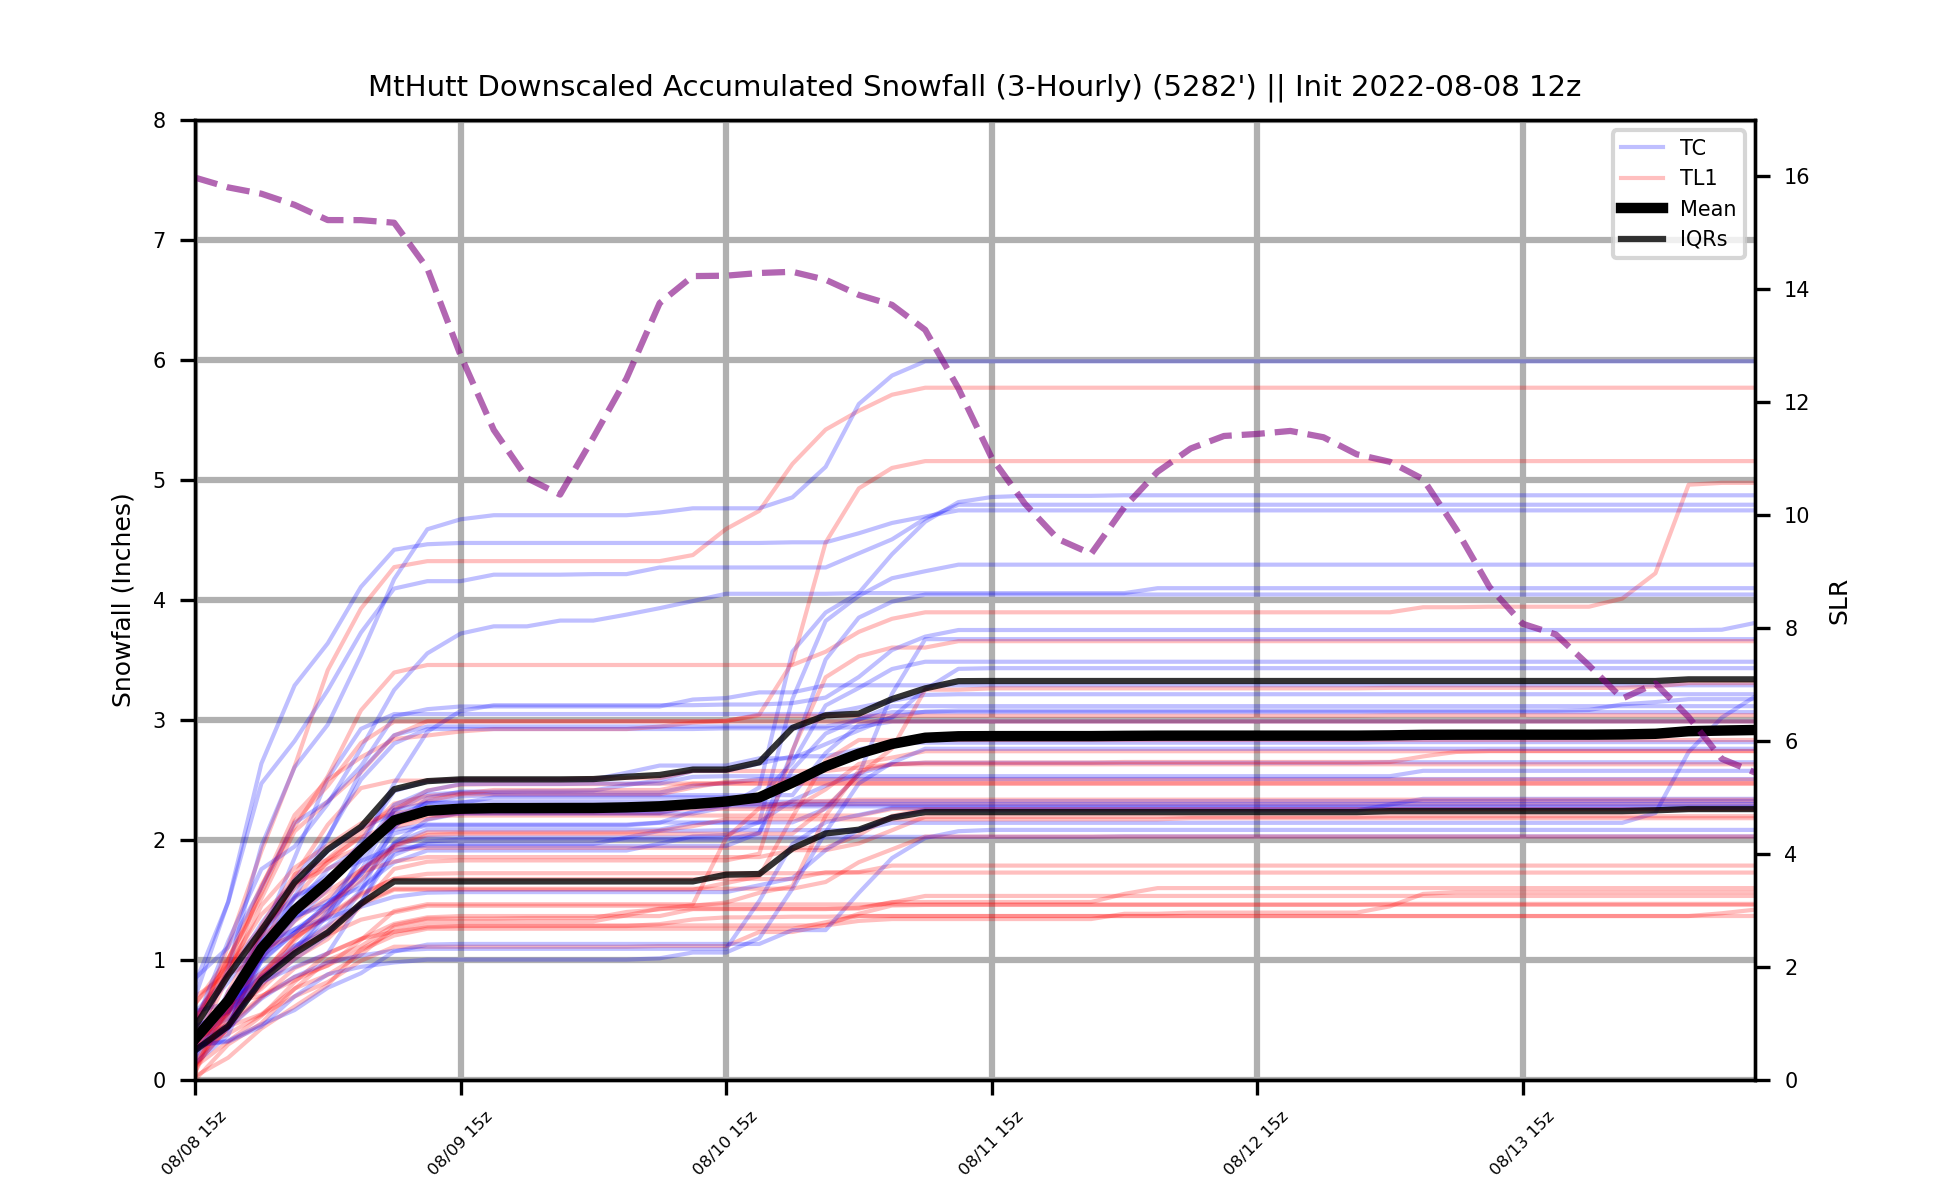 MtHutt Downscaled Accumulated Snowfall (3-Hourly) (5282') || Init 2022-08-08 12z
TC
TL1
Mean
IQRs
Snowfall (Inches)
8
7
6
5
4
3
2
1
0
16
14
12
10
8
6
4
2
0
SLR
08/08 15z
08/09 15z
08/10 15z
08/11 15z
08/12 15z
08/13 15z